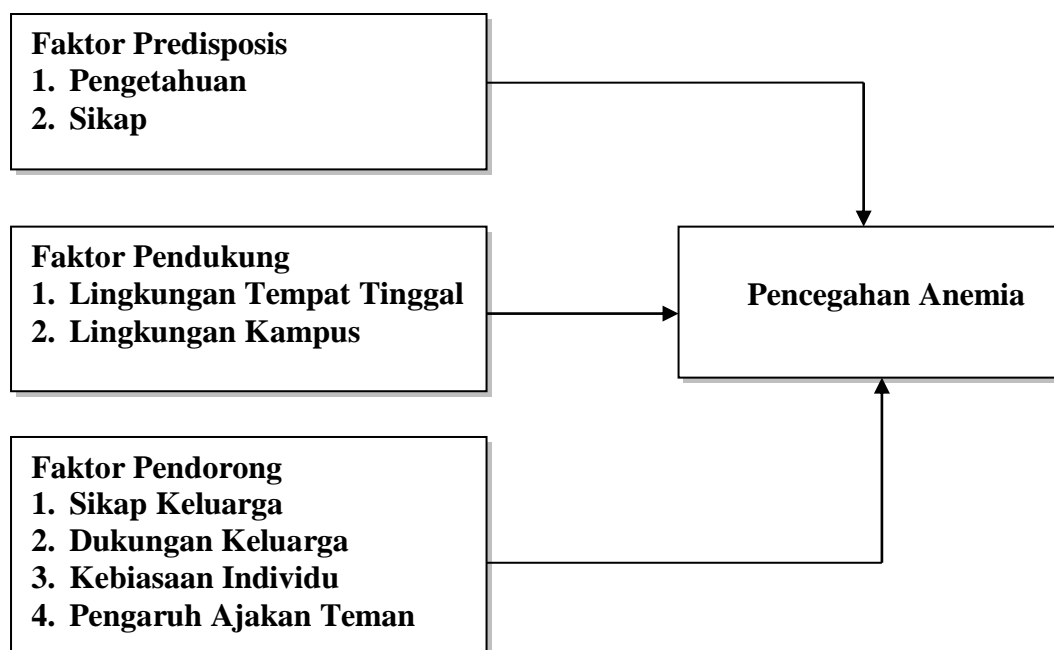 Faktor Predisposis
1. Pengetahuan
2. Sikap
Faktor Pendukung
1. Lingkungan Tempat Tinggal
2. Lingkungan Kampus
Pencegahan Anemia
Faktor Pendorong
1. Sikap Keluarga
2. Dukungan Keluarga
3. Kebiasaan Individu
4. Pengaruh Ajakan Teman